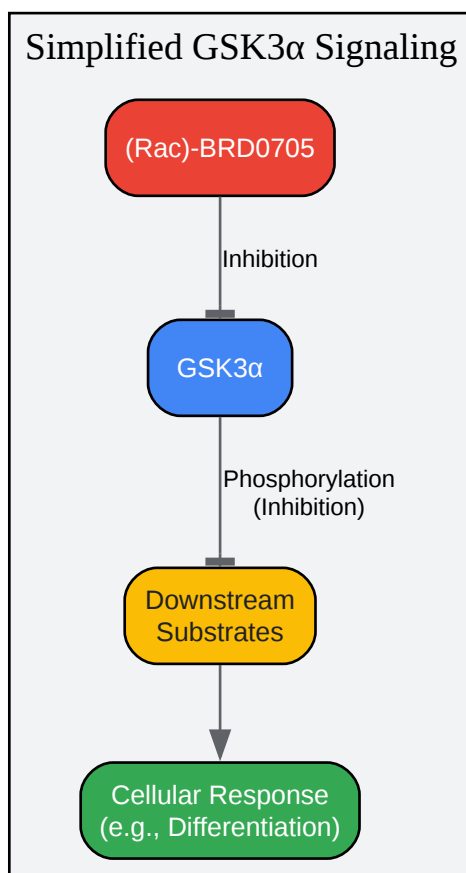 Simplified GSK3α Signaling
(Rac)-BRD0705
Inhibition
GSK3α
Phosphorylation
(Inhibition)
Downstream
Substrates
Cellular Response
(e.g., Differentiation)